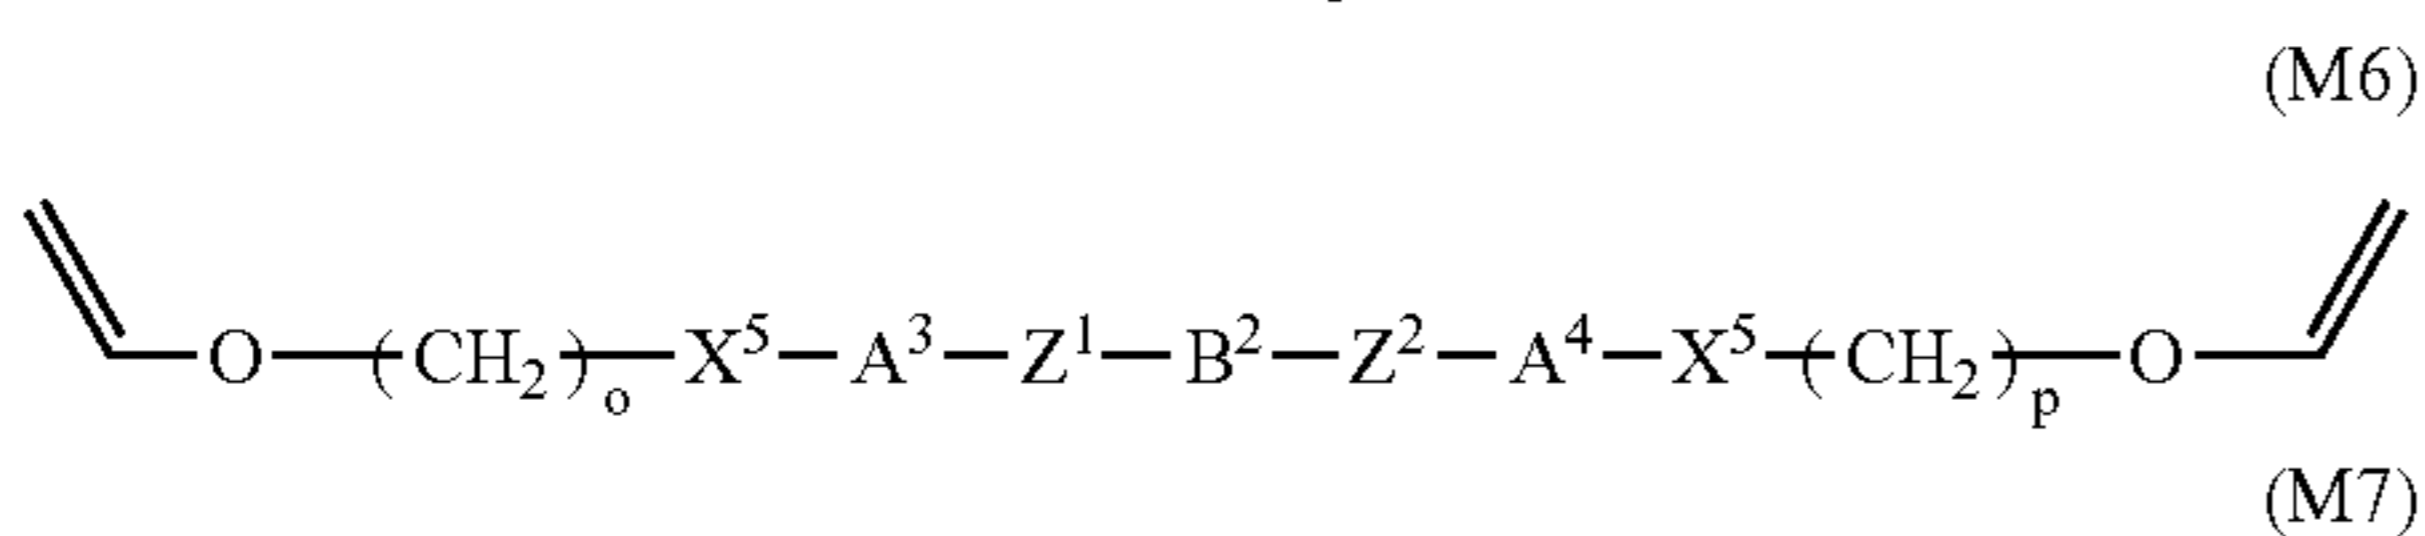 (M6)
O—(CH₂)ₒ—X⁵—A³—Z¹—B²—Z²—A⁴—X⁵—(CH₂)ₚ—O
(M7)